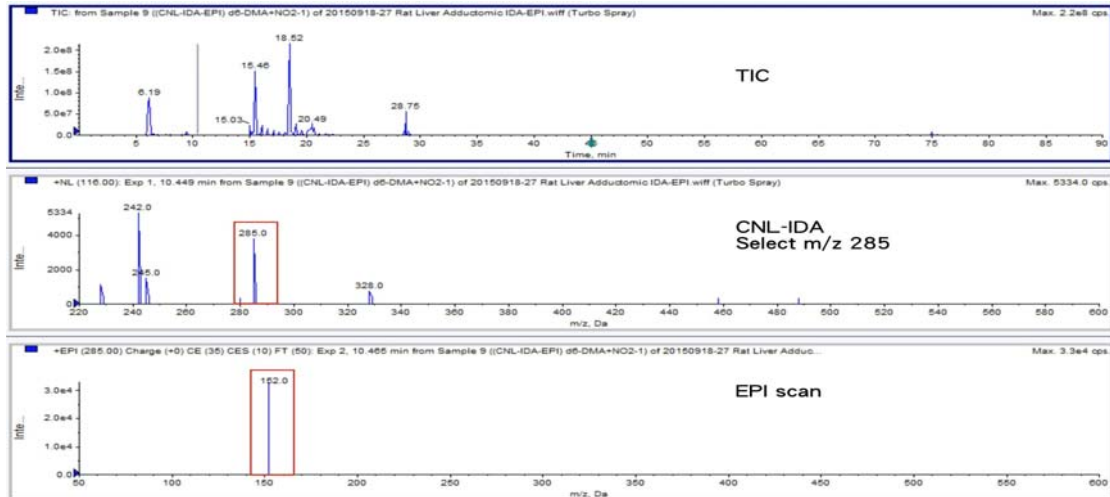 TIC: from Sample 9 ((CNL-IDA-EPI) d6-DMA+NO2-1) of 20150918-27 Rat Liver Adductomic IDA-EPI.wiff (Turbo Spray) Max. 2.2e8 cps.
Inte...
2.0e8
1.5e8
1.0e8
5.0e7
0.0
6.19
15.03
15.46
18.52
20.49
28.75
TIC
5 10 15 20 25 30 35 40 45 50 55 60 65 70 75 80 85 90
Time, min
+NL (116.00): Exp 1, 10.449 min from Sample 9 ((CNL-IDA-EPI) d6-DMA+NO2-1) of 20150918-27 Rat Liver Adductomic IDA-EPI.wiff (Turbo Spray) Max. 5334.0 cps.
Inte...
5334
4000
2000
0
242.0
245.0
285.0
328.0
CNL-IDA
Select m/z 285
220 240 260 280 300 320 340 360 380 400 420 440 460 480 500 520 540 560 580 600
m/z, Da
+EPI (285.00) Charge (+0) CE (35) CES (10) FT (50): Exp 2, 10.465 min from Sample 9 ((CNL-IDA-EPI) d6-DMA+NO2-1) of 20150918-27 Rat Liver Adduc... Max. 3.3e4 cps.
Inte...
3.0e4
2.0e4
1.0e4
0.0
152.0
EPI scan
50 100 150 200 250 300 350 400 450 500 550 600
m/z, Da